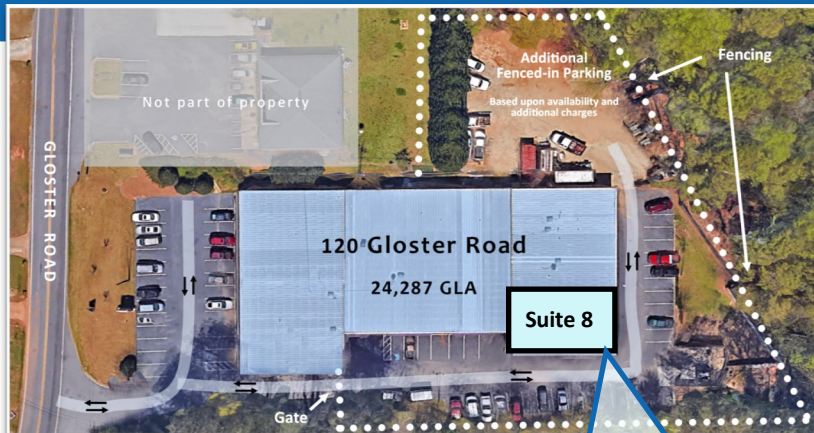 Additional
Fenced-in Parking
Based upon availability and
additional charges
Fencing
Not part of property
GLOSTER ROAD
120 Gloster Road
24,287 GLA
Suite 8
Gate